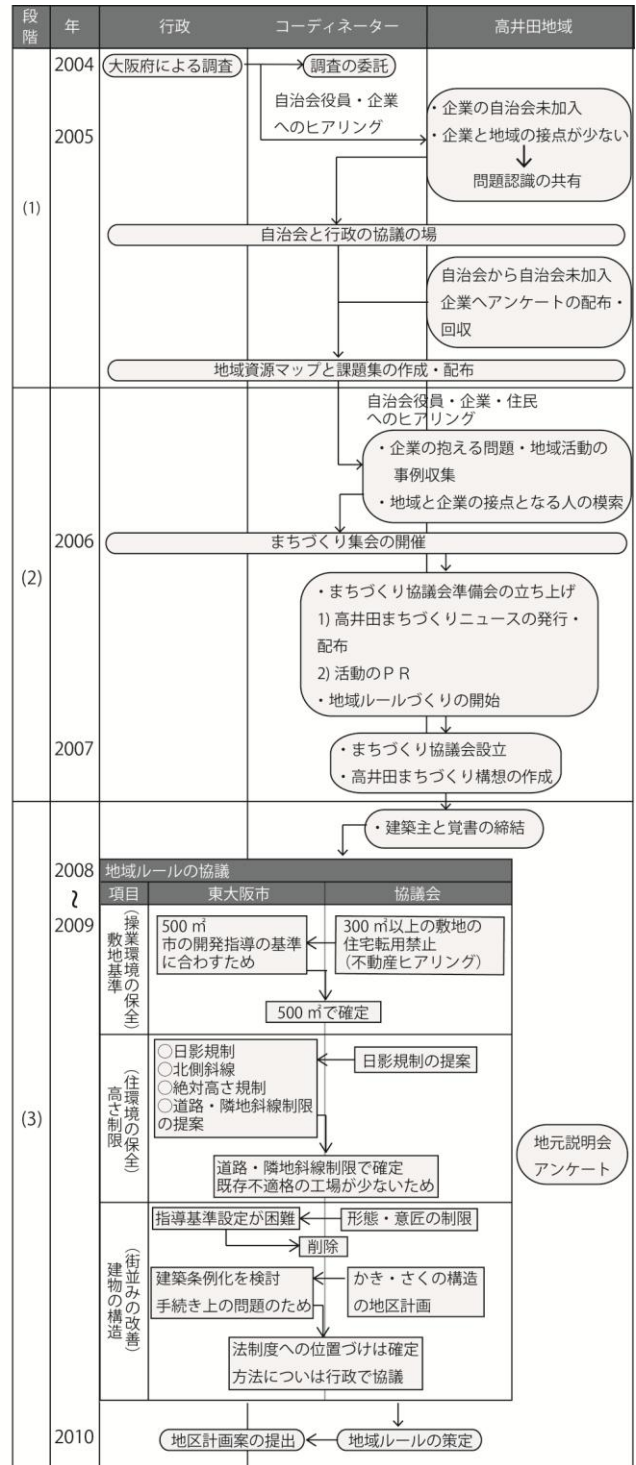 段階
年
行政
コーディネーター
高井田地域
(1)
2004
大阪府による調査
調査の委託
自治会役員・企業
へのヒアリング
2005
・企業の自治会未加入
・企業と地域の接点が少ない
問題認識の共有
自治会と行政の協議の場
自治会から自治会未加入
企業へアンケートの配布・
回収
地域資源マップと課題集の作成・配布
(2)
自治会役員・企業・住民
へのヒアリング
・企業の抱える問題・地域活動の
事例収集
・地域と企業の接点となる人の模索
2006
まちづくり集会の開催
・まちづくり協議会準備会の立ち上げ
1) 高井田まちづくりニュースの発行・
配布
2) 活動のPR
・地域ルールづくりの開始
2007
・まちづくり協議会設立
・高井田まちづくり構想の作成
(3)
・建築主と覚書の締結
2008
～
2009
地域ルールの協議
項目
東大阪市
協議会
敷地基準
(操業環境の保全)
500 ㎡
市の開発指導の基準
に合わすため
300 ㎡以上の敷地の
住宅転用禁止
(不動産ヒアリング)
500 ㎡で確定
高さ制限
(住環境の保全)
○日影規制
○北側斜線
○絶対高さ規制
○道路・隣地斜線制限
の提案
日影規制の提案
道路・隣地斜線制限で確定
既存不適格の工場が少ないため
地元説明会
アンケート
建物の構造
(街並みの改善)
指導基準設定が困難
形態・意匠の制限
削除
建築条例化を検討
手続き上の問題のため
かき・さくの構造
の地区計画
法制度への位置づけは確定
方法についは行政で協議
2010
地区計画案の提出
地域ルールの策定